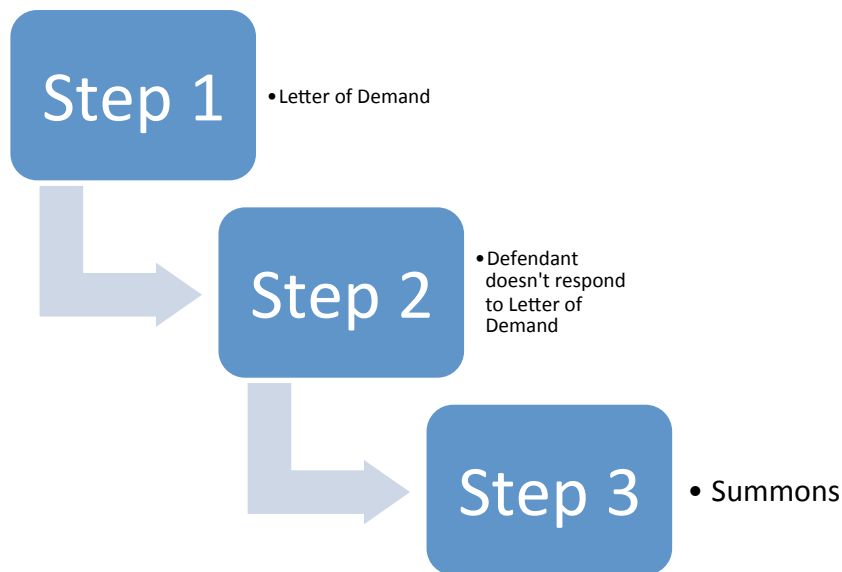 Step 1
•Letter of Demand
Step 2
•Defendant
doesn't respond
to Letter of
Demand
Step 3
• Summons